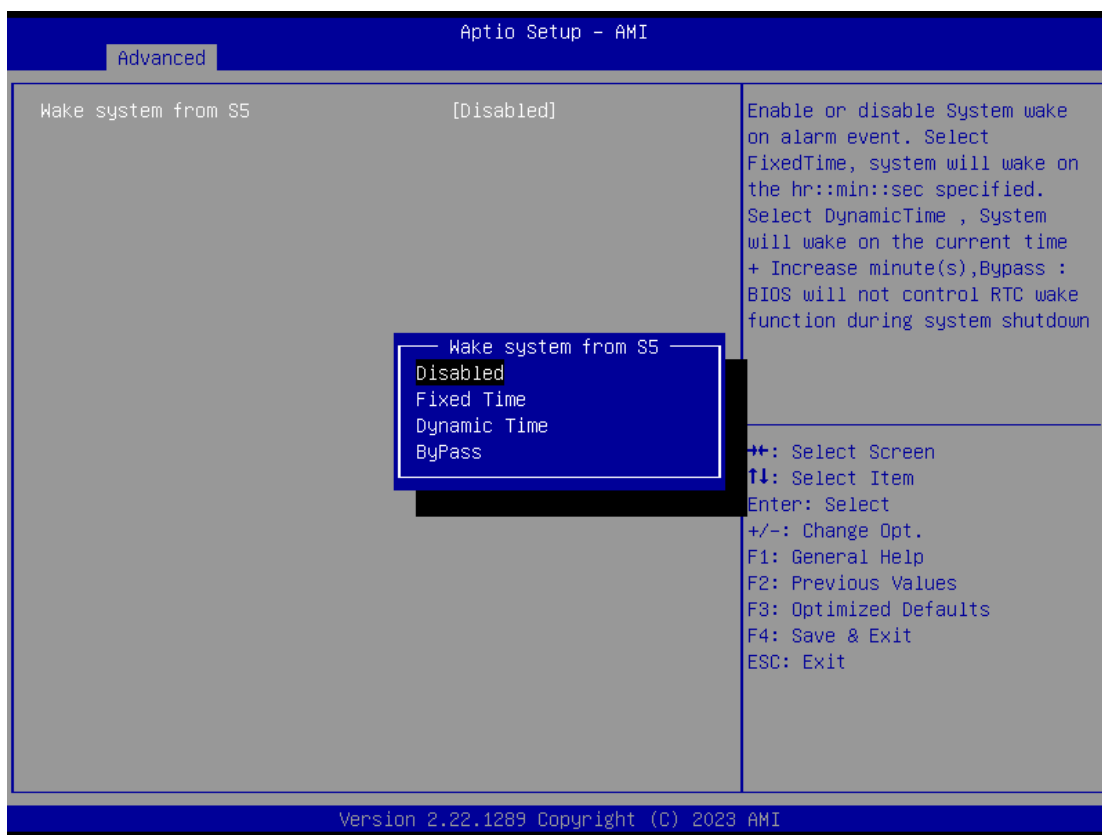 Aptio Setup – AMI
Advanced
Wake system from S5 [Disabled]
Enable or disable System wake
on alarm event. Select
FixedTime, system will wake on
the hr::min::sec specified.
Select DynamicTime , System
will wake on the current time
+ Increase minute(s),Bypass :
BIOS will not control RTC wake
function during system shutdown
Wake system from S5
Disabled
Fixed Time
Dynamic Time
ByPass
→←: Select Screen
↑↓: Select Item
Enter: Select
+/-: Change Opt.
F1: General Help
F2: Previous Values
F3: Optimized Defaults
F4: Save & Exit
ESC: Exit
Version 2.22.1289 Copyright (C) 2023 AMI